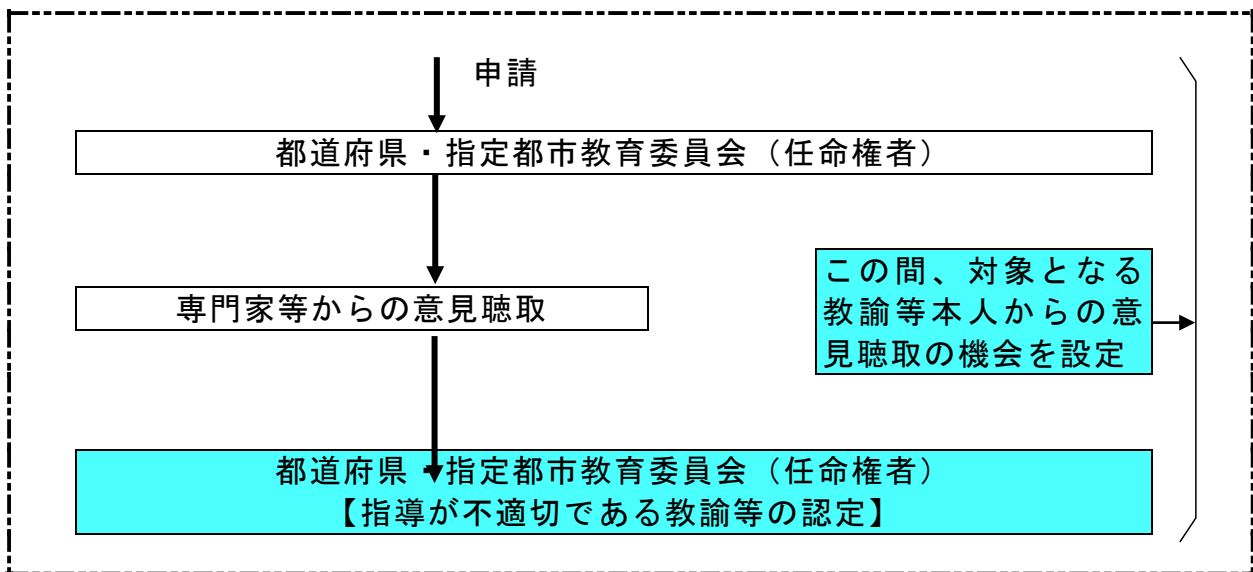 申請
都道府県・指定都市教育委員会（任命権者）
この間、対象となる
教諭等本人からの意
見聴取の機会を設定
専門家等からの意見聴取
都道府県・指定都市教育委員会（任命権者）
【指導が不適切である教諭等の認定】